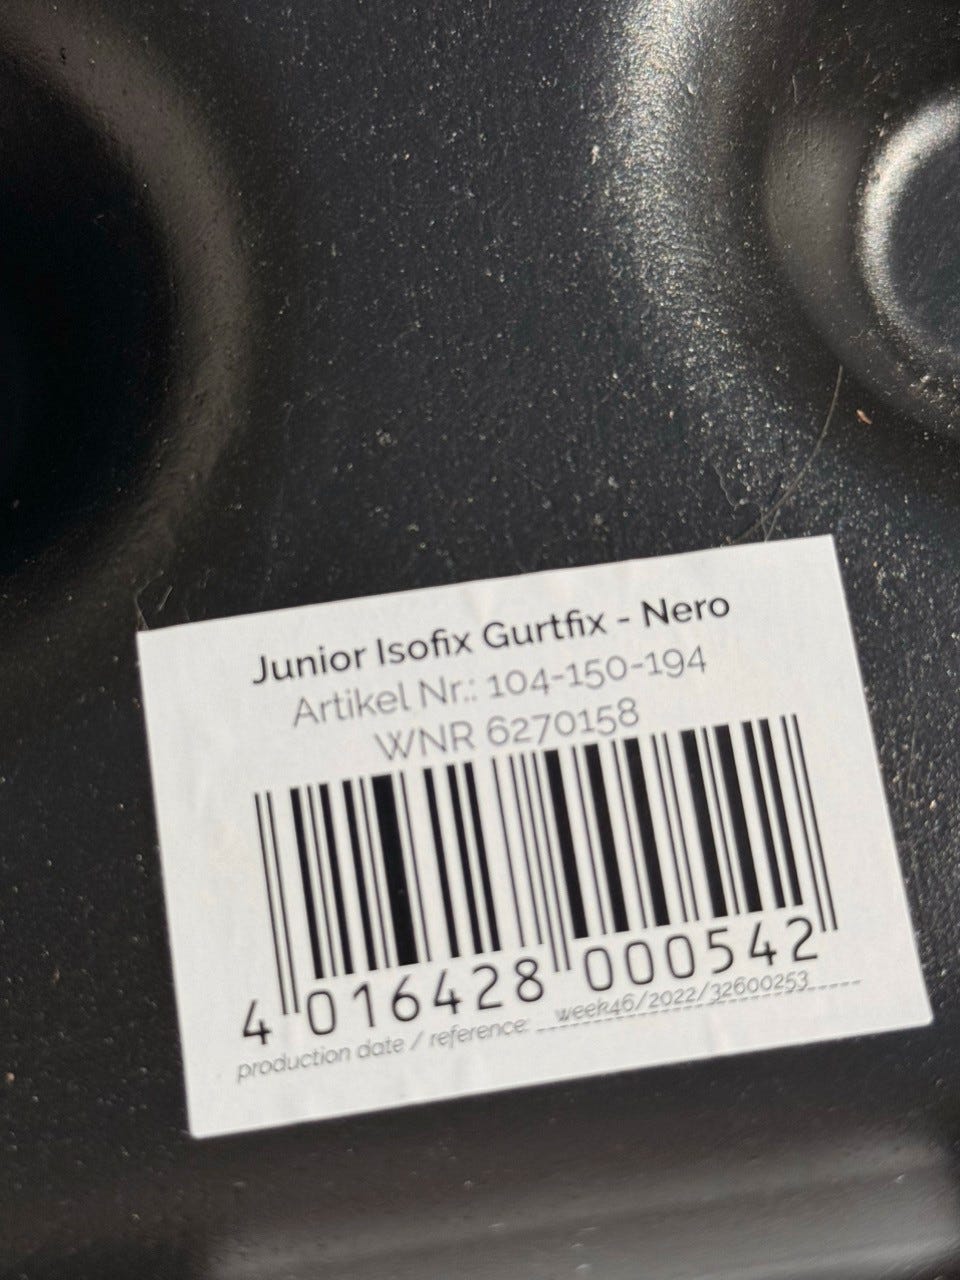 Junior Isofix Gurtfix - Nero
Artikel Nr.: 104-150-194
WNR 6270158
4 016428 000542
production date / reference: week46/2022/32600253